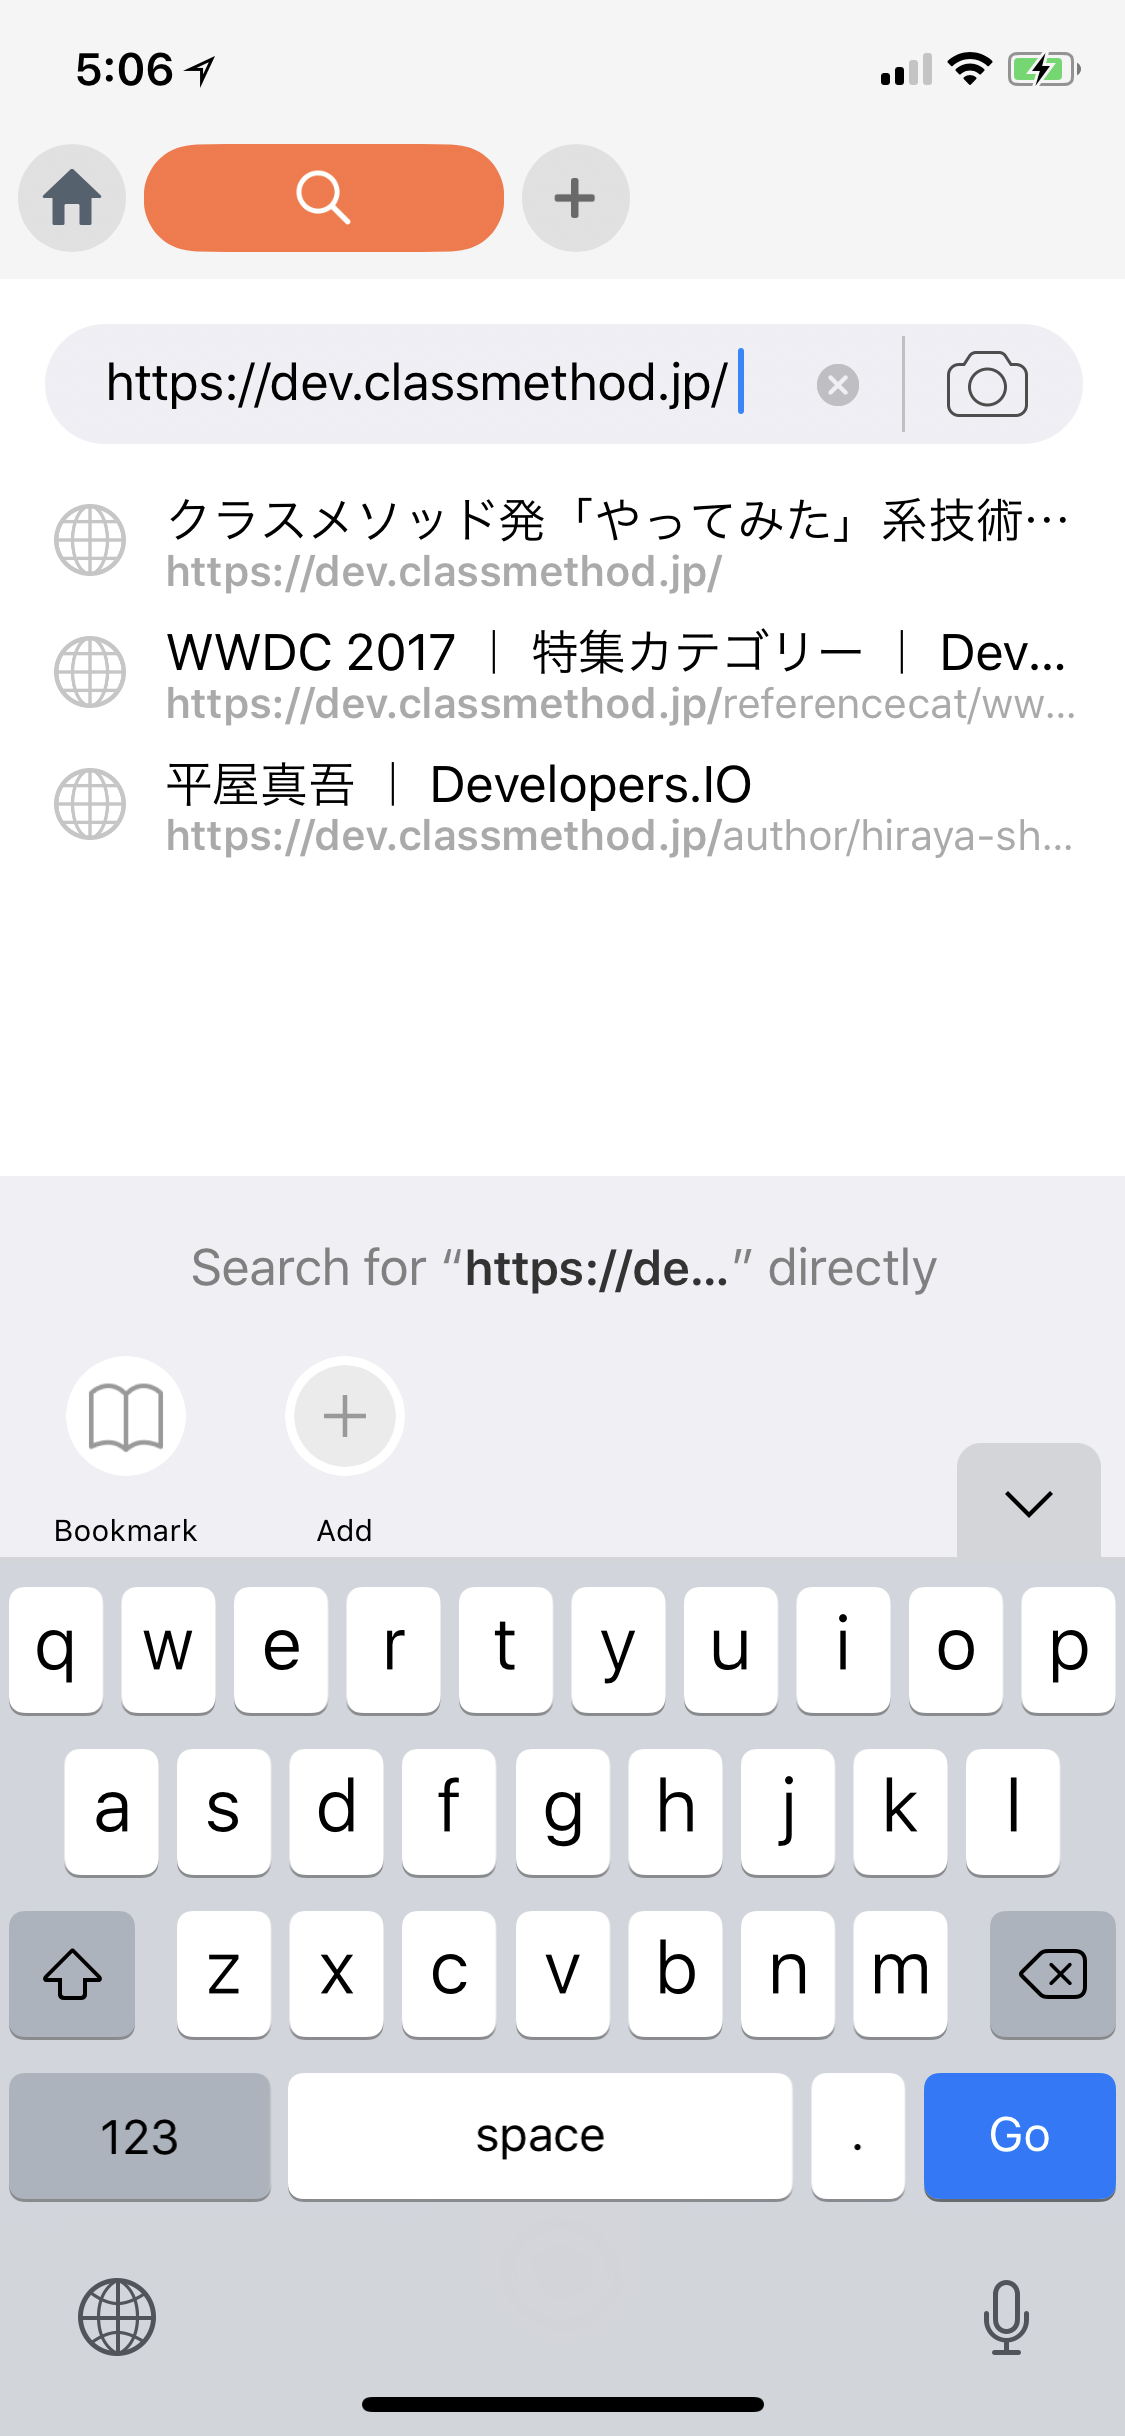 5:06
https://dev.classmethod.jp/
クラスメソッド発「やってみた」系技術…
https://dev.classmethod.jp/
WWDC 2017 ｜ 特集カテゴリー ｜ Dev...
https://dev.classmethod.jp/referencecat/ww...
平屋真吾 ｜ Developers.IO
https://dev.classmethod.jp/author/hiraya-sh...
Search for “https://de...” directly
Bookmark Add
q w e r t y u i o p
a s d f g h j k l
z x c v b n m
123 space . Go